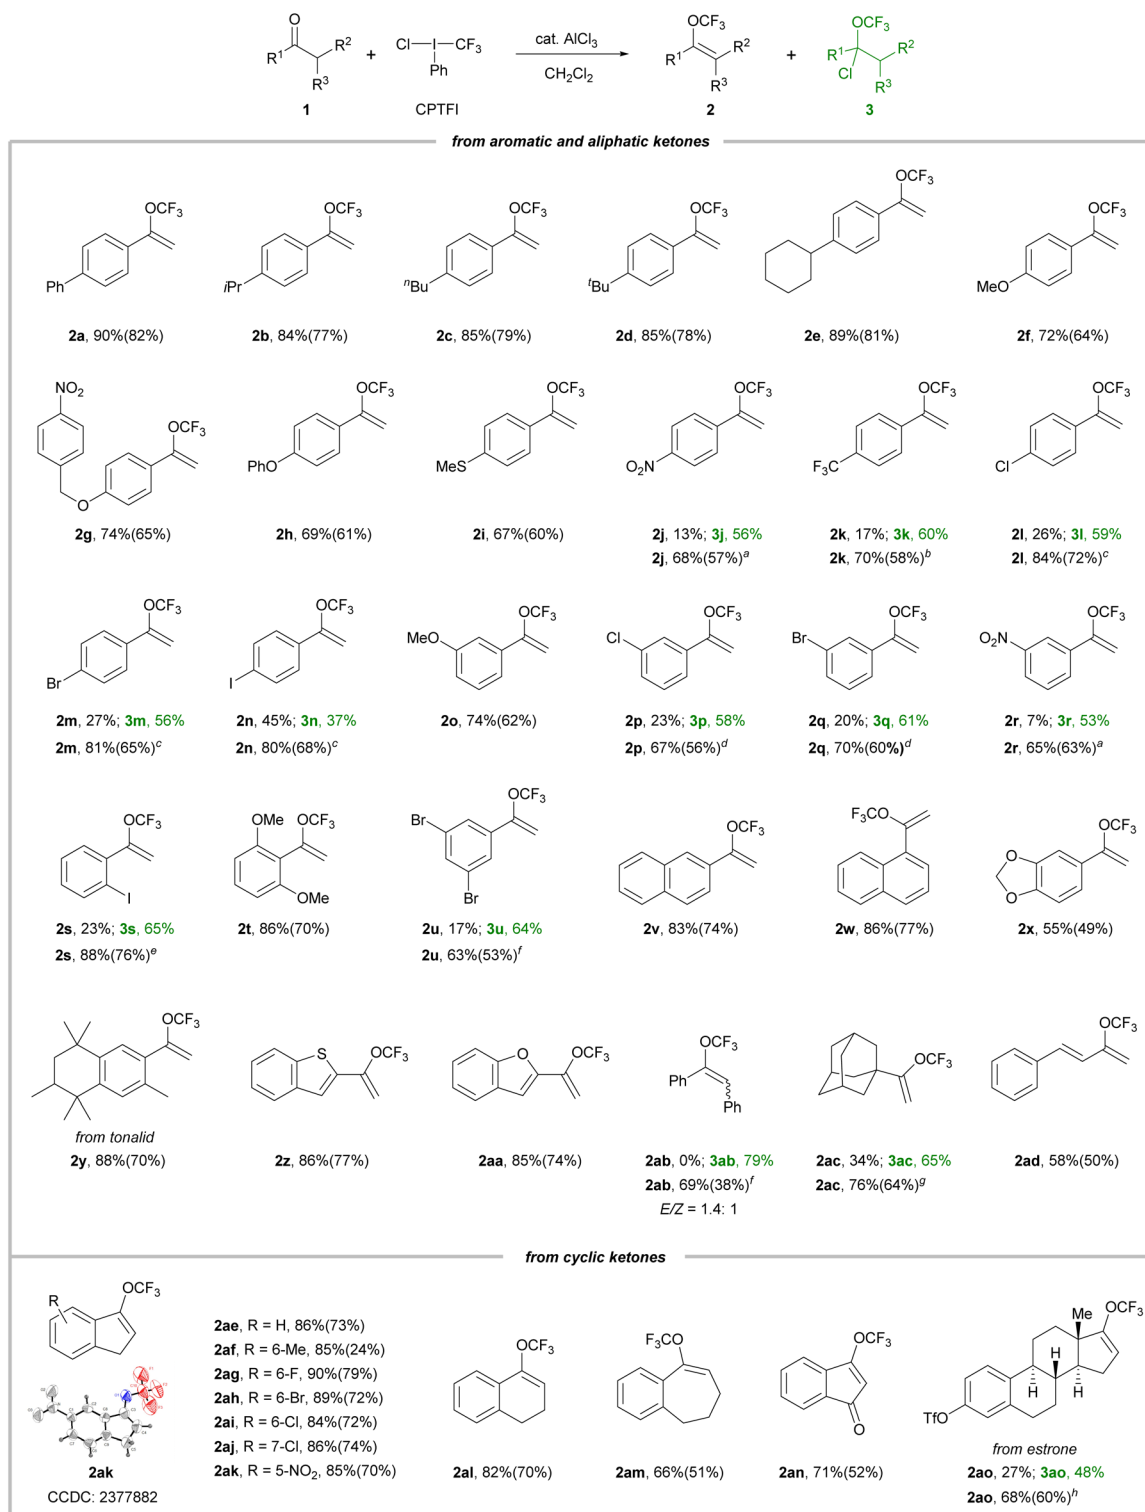 O
R¹
R²
R³
1
+
Cl
I
CF₃
Ph
CPTFI
cat. AlCl₃
CH₂Cl₂
OCF₃
R¹
R²
R³
2
+
OCF₃
R¹
R²
Cl
R³
3
from aromatic and aliphatic ketones
OCF₃ OCF₃ OCF₃ OCF₃ OCF₃ OCF₃
Ph iPr ⁿBu ᵗBu MeO
2a, 90%(82%) 2b, 84%(77%) 2c, 85%(79%) 2d, 85%(78%) 2e, 89%(81%) 2f, 72%(64%)
NO₂ OCF₃ OCF₃ OCF₃ OCF₃ OCF₃ OCF₃
O PhO MeS O₂N F₃C Cl
2g, 74%(65%) 2h, 69%(61%) 2i, 67%(60%) 2j, 13%; 3j, 56% 2k, 17%; 3k, 60% 2l, 26%; 3l, 59%
2j, 68%(57%)ᵃ 2k, 70%(58%)ᵇ 2l, 84%(72%)ᶜ
OCF₃ OCF₃ OCF₃ OCF₃ OCF₃ OCF₃
Br I MeO Cl Br NO₂
2m, 27%; 3m, 56% 2n, 45%; 3n, 37% 2o, 74%(62%) 2p, 23%; 3p, 58% 2q, 20%; 3q, 61% 2r, 7%; 3r, 53%
2m, 81%(65%)ᶜ 2n, 80%(68%)ᶜ 2p, 67%(56%)ᵈ 2q, 70%(60%)ᵈ 2r, 65%(63%)ᵃ
OCF₃ OMe OCF₃ OCF₃ F₃CO OCF₃ OCF₃
I OMe Br Br O O
2s, 23%; 3s, 65% 2t, 86%(70%) 2u, 17%; 3u, 64% 2v, 83%(74%) 2w, 86%(77%) 2x, 55%(49%)
2s, 88%(76%)ᵉ 2u, 63%(53%)ᶠ
OCF₃ S OCF₃ O OCF₃ OCF₃ OCF₃ OCF₃
Ph Ph
from tonalid
2y, 88%(70%) 2z, 86%(77%) 2aa, 85%(74%) 2ab, 0%; 3ab, 79% 2ac, 34%; 3ac, 65% 2ad, 58%(50%)
2ab, 69%(38%)ᶠ 2ac, 76%(64%)ᵍ
E/Z = 1.4: 1
from cyclic ketones
R
OCF₃
2ak
CCDC: 2377882
2ae, R = H, 86%(73%)
2af, R = 6-Me, 85%(24%)
2ag, R = 6-F, 90%(79%)
2ah, R = 6-Br, 89%(72%)
2ai, R = 6-Cl, 84%(72%)
2aj, R = 7-Cl, 86%(74%)
2ak, R = 5-NO₂, 85%(70%)
OCF₃
2al, 82%(70%)
F₃CO
2am, 66%(51%)
OCF₃
O
2an, 71%(52%)
Me OCF₃
H
H H
TfO
from estrone
2ao, 27%; 3ao, 48%
2ao, 68%(60%)ʰ